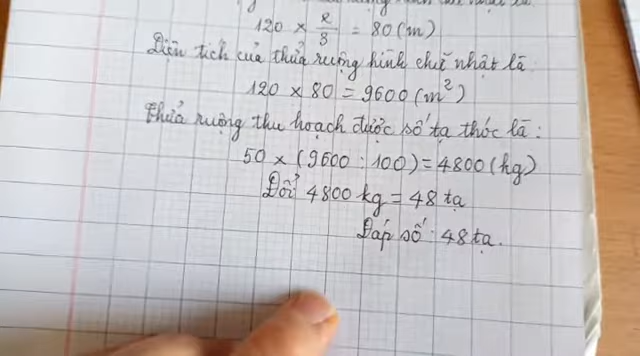 120 × 2/3 = 80 (m)
Diện tích của thửa ruộng hình chữ nhật là:
120 × 80 = 9600 (m²)
Thửa ruộng thu hoạch được số tạ thóc là:
50 × (9600 : 100) = 4800 (kg)
Đổi 4800 kg = 48 tạ
Đáp số: 48 tạ.